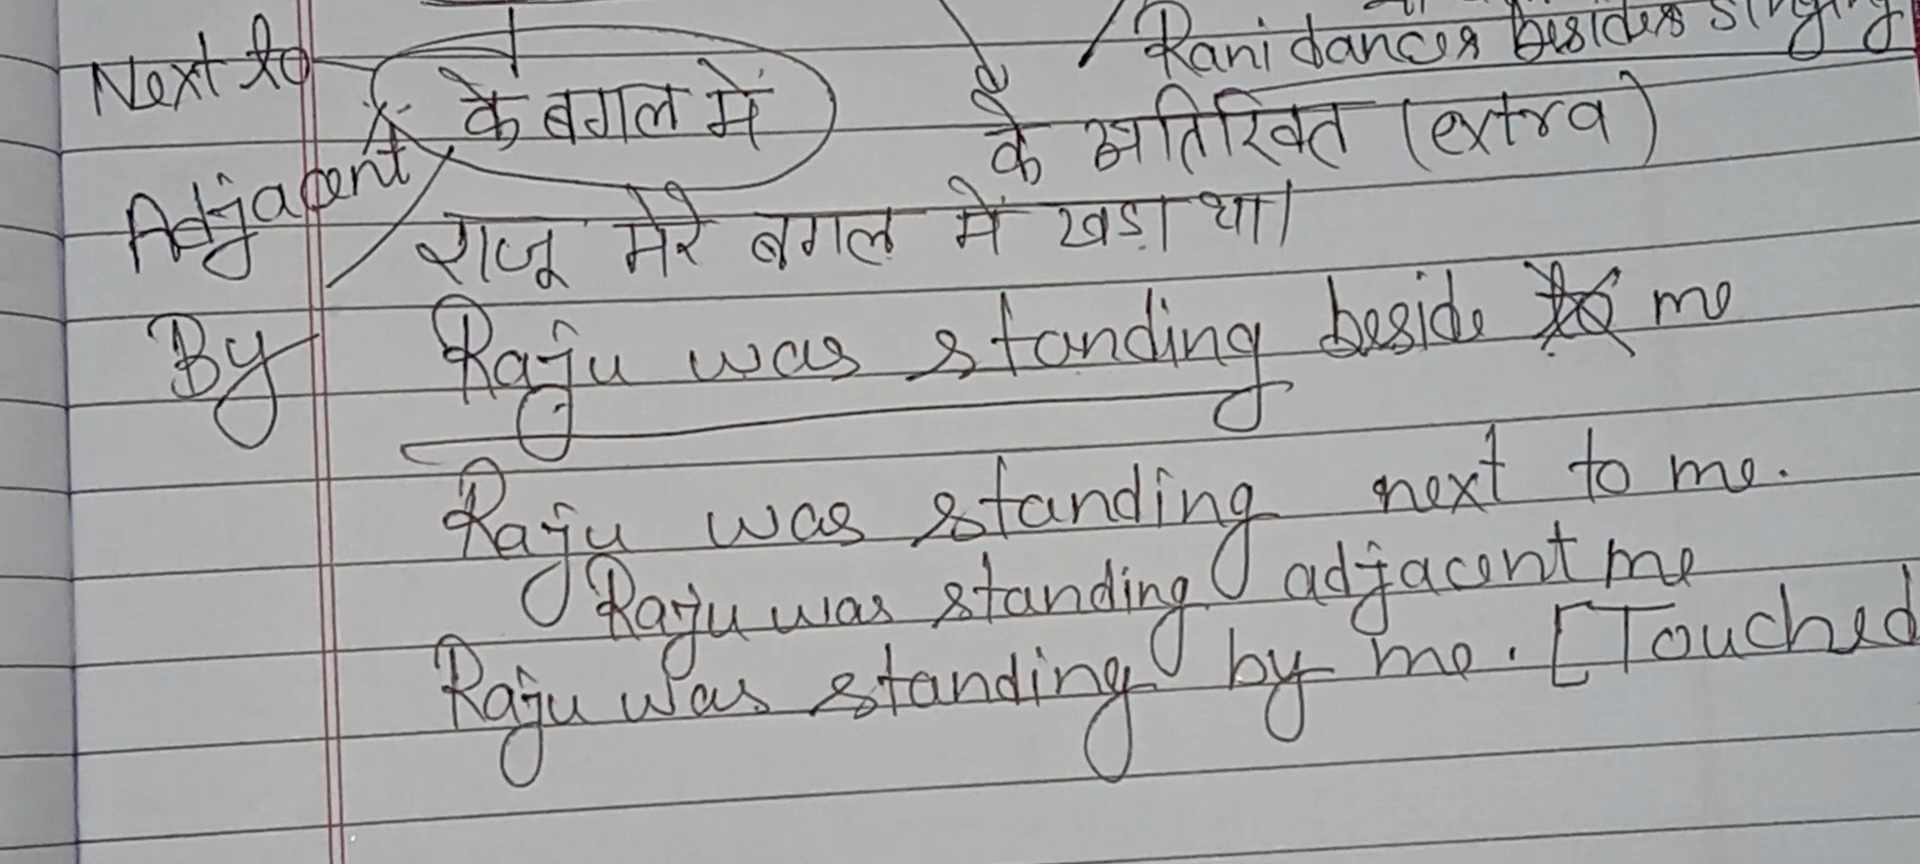 Rani dances besides singing
Next to के बगल में
के अतिरिक्त (extra)
Adjacent
राजू मेरे बगल में खड़ा था।
By Raju was standing beside me
Raju was standing next to me.
Raju was standing adjacent me
Raju was standing by me. [Touched